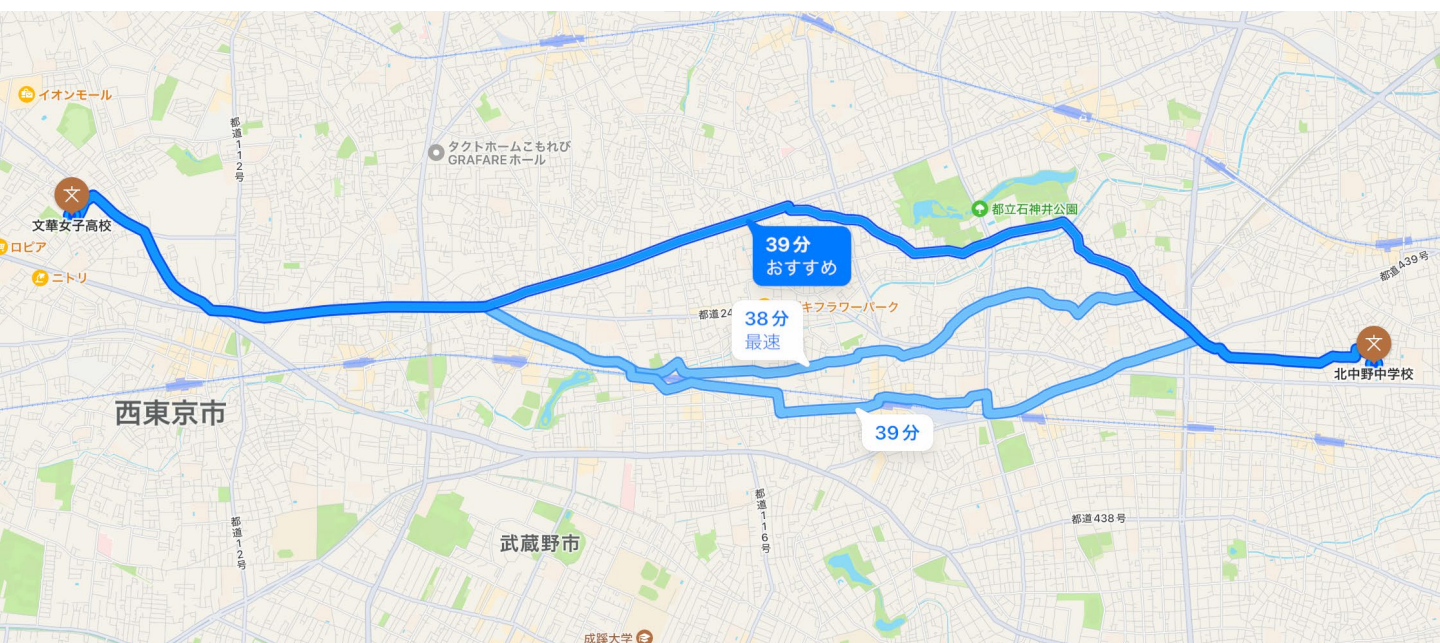 イオンモール
都道112号
タクトホームこもれび
GRAFAREホール
文
文華女子高校
ロピア
ニトリ
都立石神井公園
39分
おすすめ
都道439号
キフラワーパーク
都道24
38分
最速
文
北中野中学校
西東京市
39分
都道12号
武蔵野市
都道116号
都道438号
成蹊大学